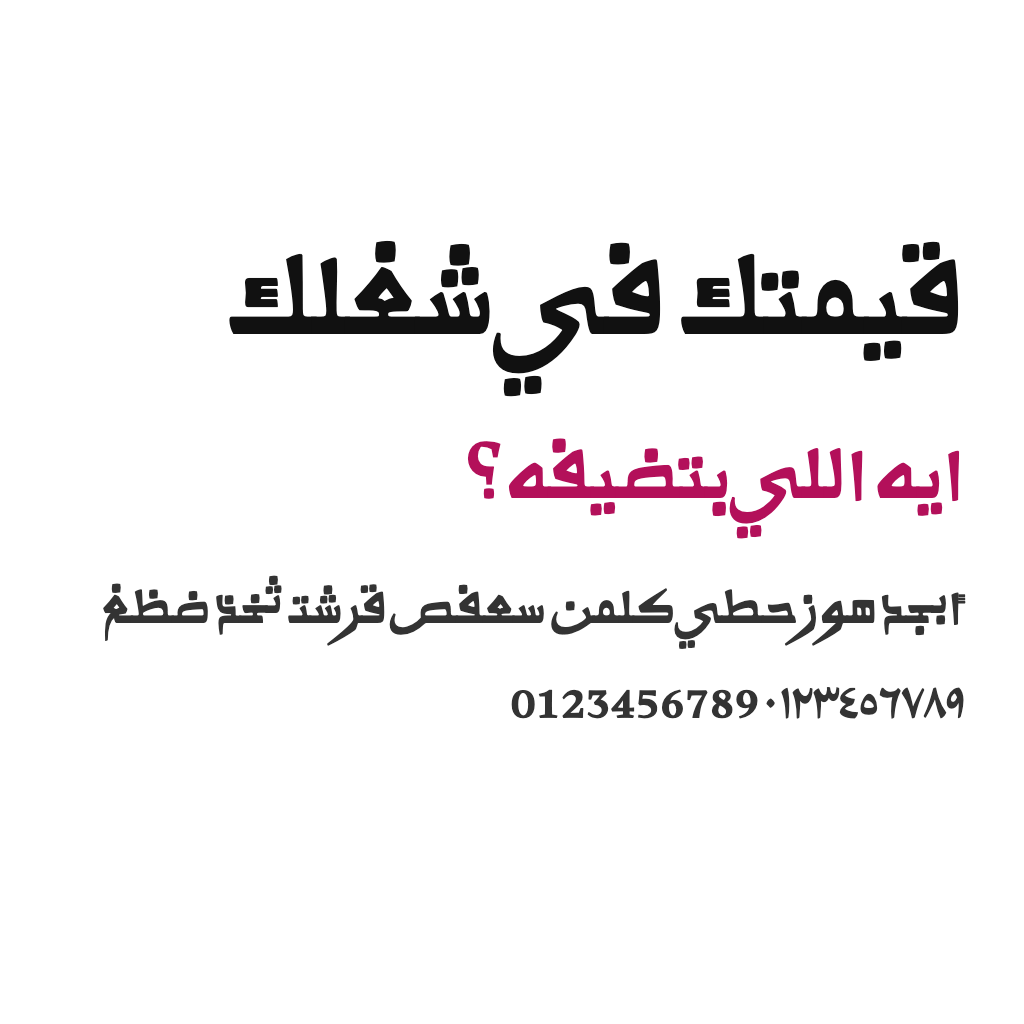 قيمتك في شغلك
ايه اللي بتضيفه ؟
أبجد هوز حطي كلمن سعفص قرشت ثخذ ضظغ
0123456789 ٠١٢٣٤٥٦٧٨٩